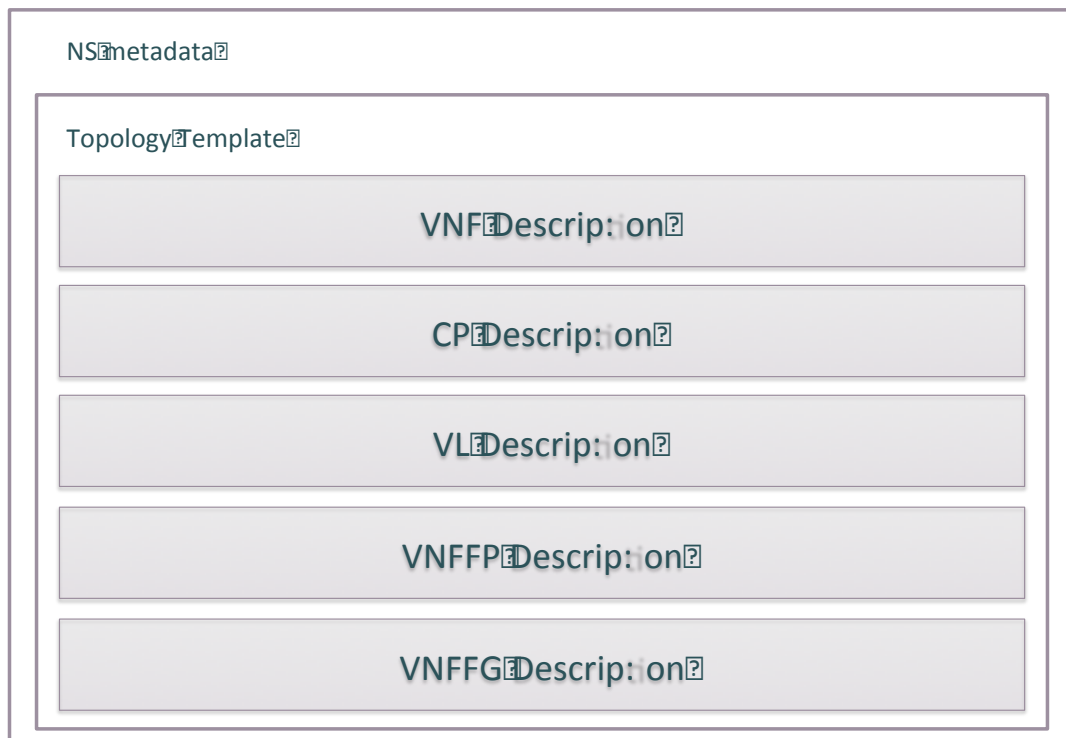 NS metadata
Topology Template
VNF Description
CP Description
VL Description
VNFFP Description
VNFFG Description